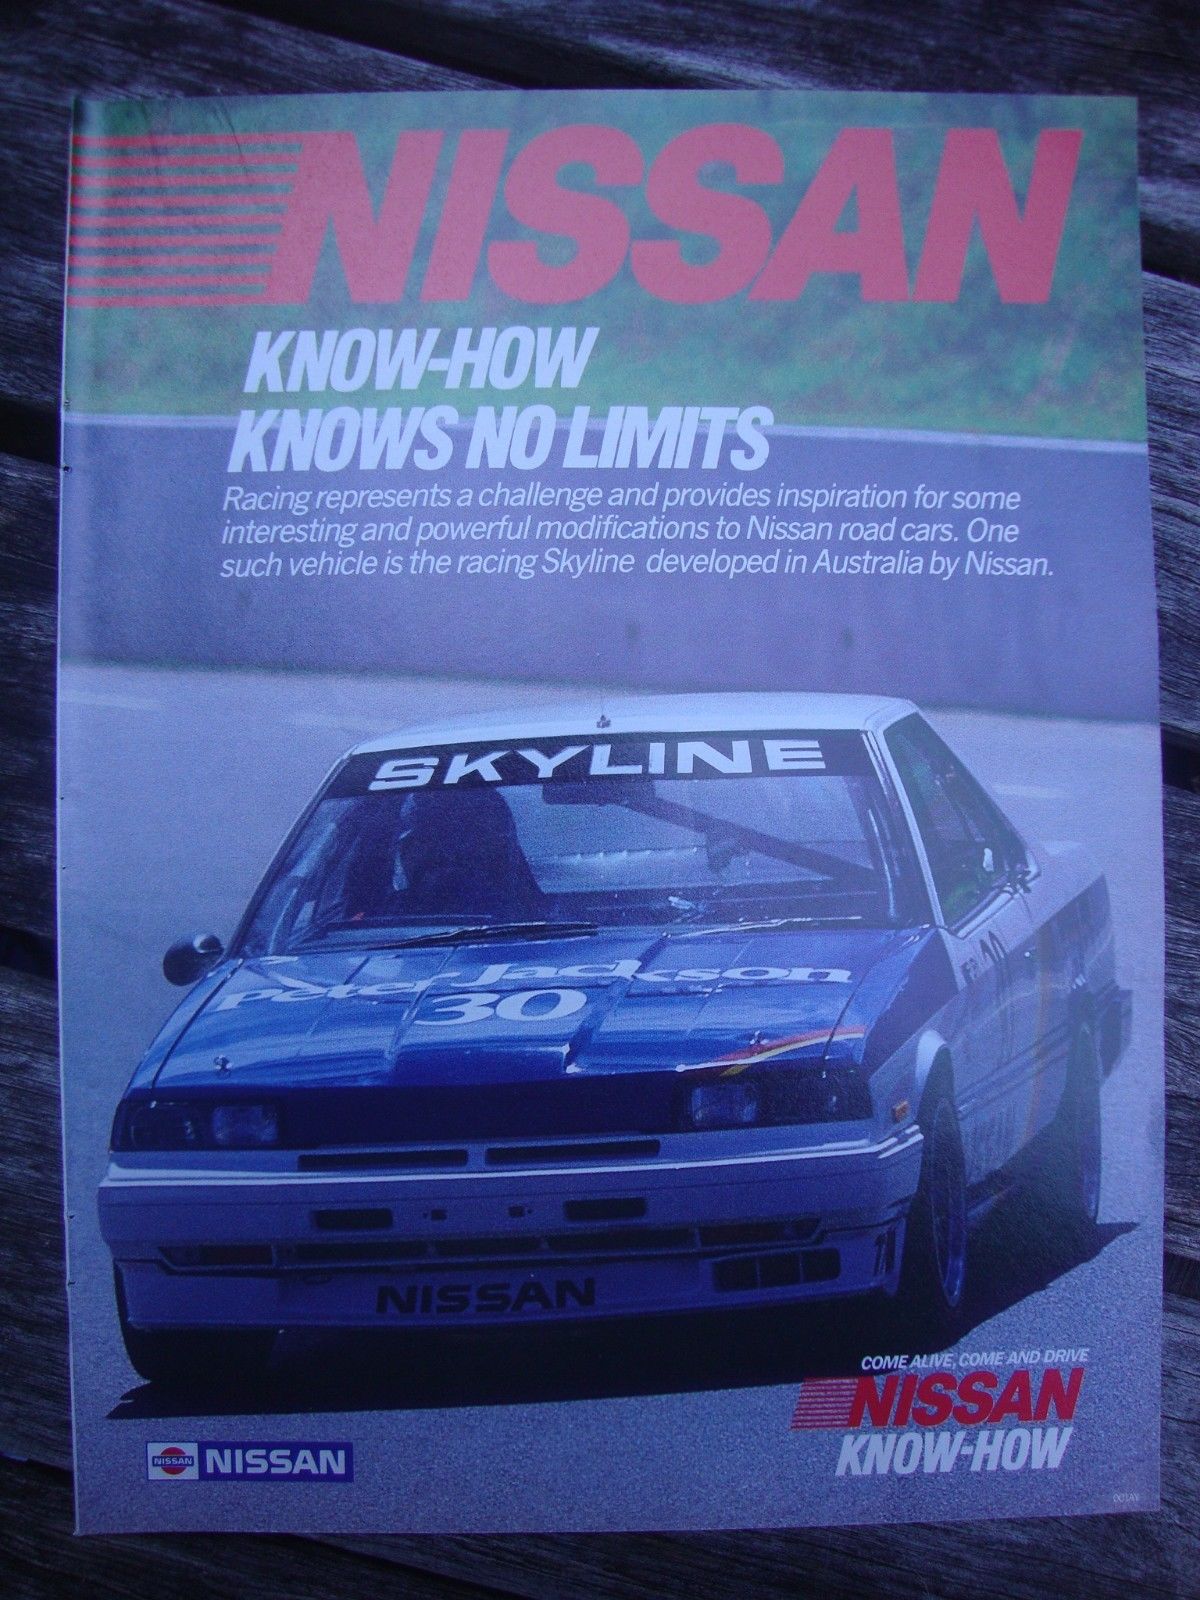 NISSAN
KNOW-HOW
KNOWS NO LIMITS
Racing represents a challenge and provides inspiration for some
interesting and powerful modifications to Nissan road cars. One
such vehicle is the racing Skyline developed in Australia by Nissan.
SKYLINE
Peter Jackson
30
30
NISSAN
COME ALIVE, COME AND DRIVE
NISSAN
KNOW-HOW
NISSAN NISSAN